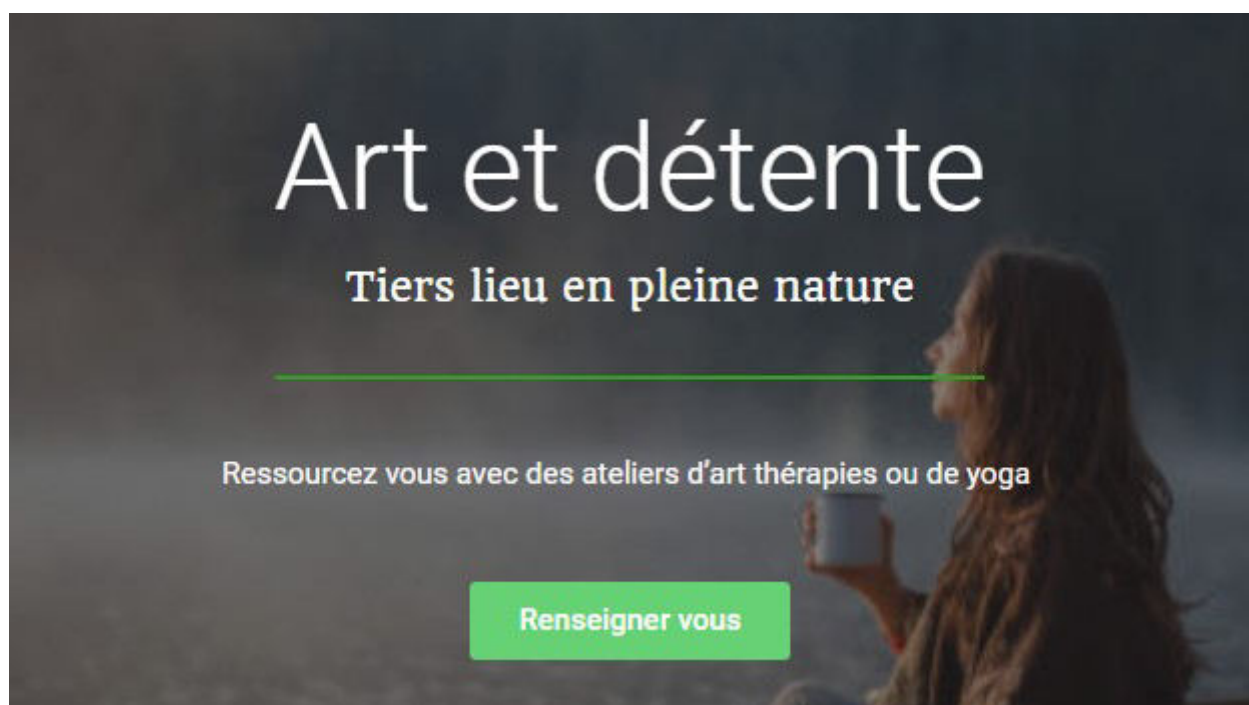 Art et détente
Tiers lieu en pleine nature
Ressourcez vous avec des ateliers d’art thérapies ou de yoga
Renseigner vous